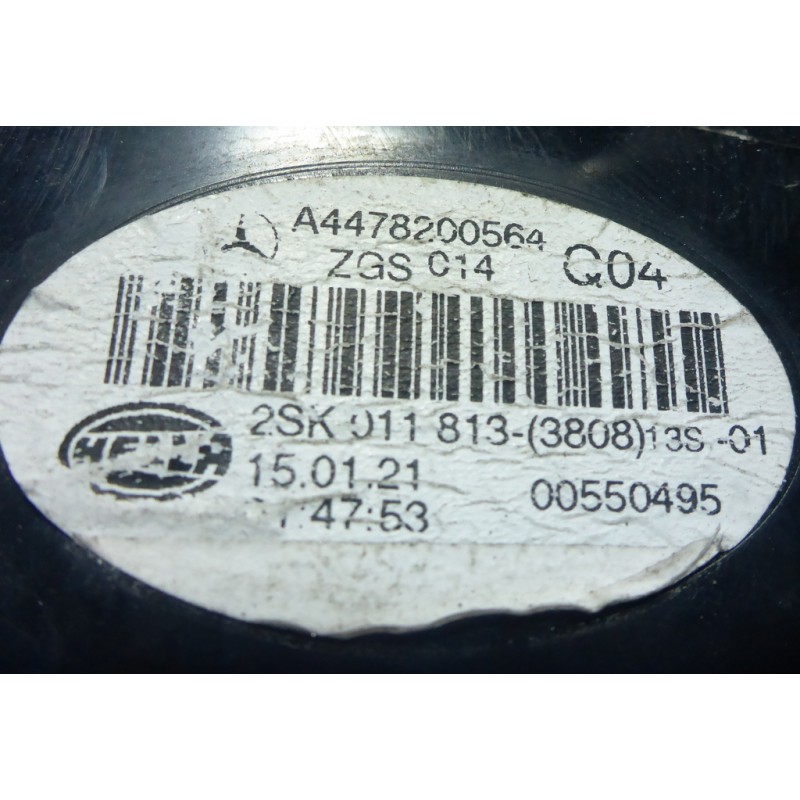 A4478200564
ZGS 014 Q04
HELLA
2SK 011 813-(3808)13S -01
15.01.21
:47:53 00550495